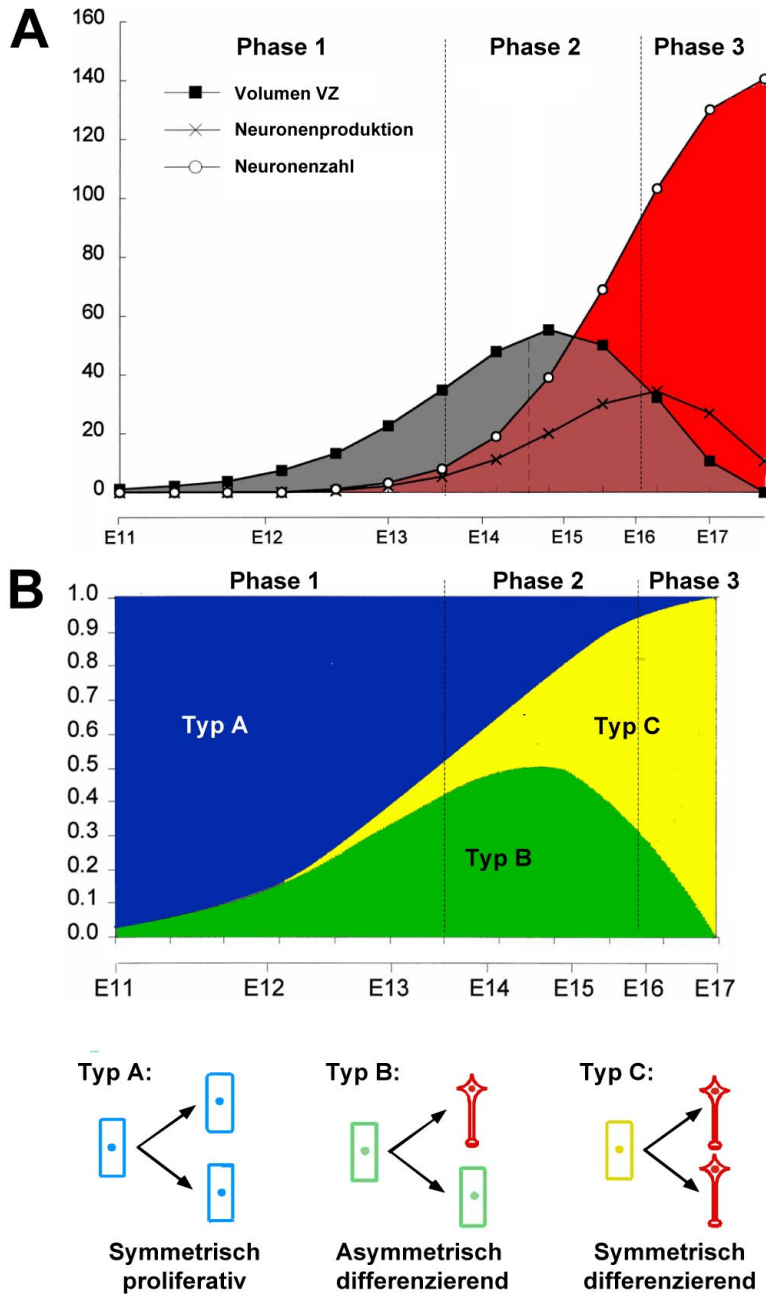 A
Phase 1 Phase 2 Phase 3
Volumen VZ
Neuronenproduktion
Neuronenzahl
160
140
120
100
80
60
40
20
0
E11 E12 E13 E14 E15 E16 E17
B
Phase 1 Phase 2 Phase 3
1.0
0.9
0.8
0.7
0.6
0.5
0.4
0.3
0.2
0.1
0.0
Typ A
Typ C
Typ B
E11 E12 E13 E14 E15 E16 E17
Typ A: Typ B: Typ C:
Symmetrisch
proliferativ
Asymmetrisch
differenzierend
Symmetrisch
differenzierend